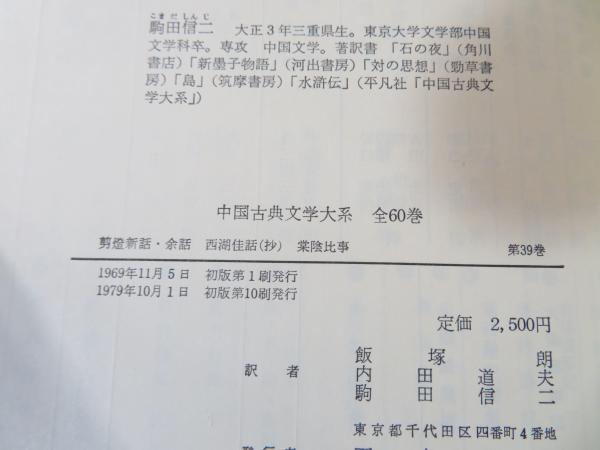 こまだしんじ
駒田信二　大正3年三重県生。東京大学文学部中国
文学科卒。専攻　中国文学。著訳書　「石の夜」(角川
書店)「新墨子物語」(河出書房)「対の思想」(勁草書
房)「島」(筑摩書房)「水滸伝」(平凡社「中国古典文
学大系」)
中国古典文学大系　全60巻
剪燈新話・余話　西湖佳話(抄)　棠陰比事　第39巻
1969年11月5日　初版第1刷発行
1979年10月1日　初版第10刷発行
定価　2,500円
飯塚朗
訳者　内田道夫
駒田信二
東京都千代田区四番町4番地